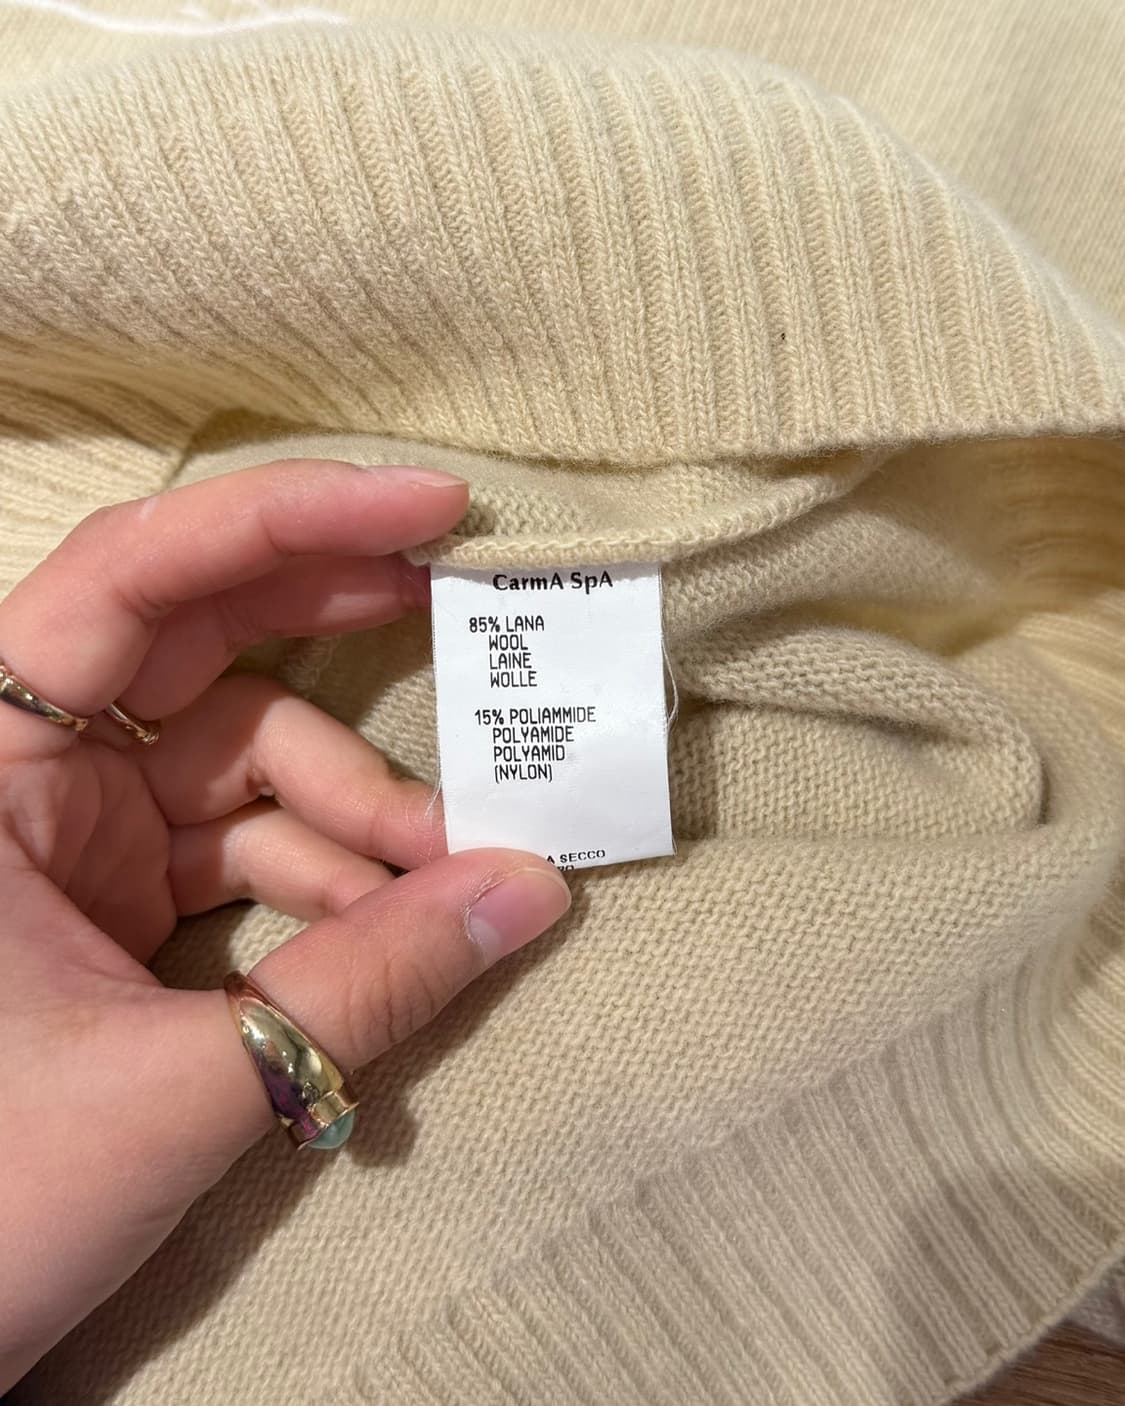 CarmA SpA
85% LANA
WOOL
LAINE
WOLLE
15% POLIAMMIDE
POLYAMIDE
POLYAMID
(NYLON)
A SECCO